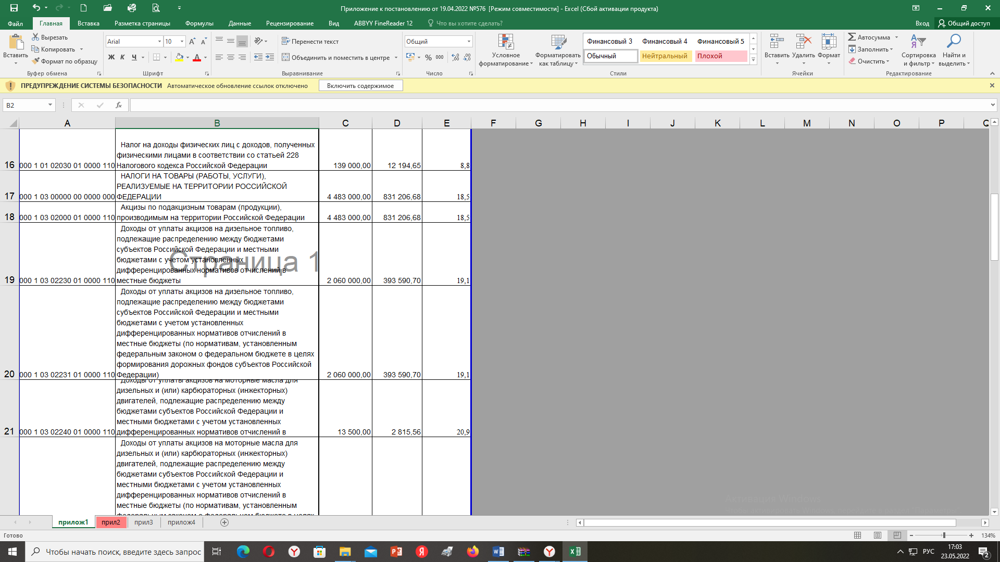 Приложение к постановлению от 19.04.2022 №576 [Режим совместимости] - Excel (Сбой активации продукта)
Файл Главная Вставка Разметка страницы Формулы Данные Рецензирование Вид ABBYY FineReader 12 Что вы хотите сделать? Вход Общий доступ
Вставить
Вырезать
Копировать
Формат по образцу
Буфер обмена
Arial 10
Ж К Ч
Шрифт
Перенести текст
Объединить и поместить в центре
Выравнивание
Общий
% 000
Число
Условное форматирование
Форматировать как таблицу
Финансовый 3 Финансовый 4 Финансовый 5
Обычный Нейтральный Плохой
Стили
Вставить Удалить Формат
Ячейки
Автосумма
Заполнить
Очистить
Сортировка и фильтр
Найти и выделить
Редактирование
ПРЕДУПРЕЖДЕНИЕ СИСТЕМЫ БЕЗОПАСНОСТИ Автоматическое обновление ссылок отключено Включить содержимое
B2 fx
A B C D E F G H I J K L M N O P Q
Налог на доходы физических лиц с доходов, полученных
физическими лицами в соответствии со статьей 228
16 000 1 01 02030 01 0000 110 Налогового кодекса Российской Федерации 139 000,00 12 194,65 8,8
НАЛОГИ НА ТОВАРЫ (РАБОТЫ, УСЛУГИ),
РЕАЛИЗУЕМЫЕ НА ТЕРРИТОРИИ РОССИЙСКОЙ
17 000 1 03 00000 00 0000 000 ФЕДЕРАЦИИ 4 483 000,00 831 206,68 18,5
Акцизы по подакцизным товарам (продукции),
18 000 1 03 02000 01 0000 110 производимым на территории Российской Федерации 4 483 000,00 831 206,68 18,5
Доходы от уплаты акцизов на дизельное топливо,
подлежащие распределению между бюджетами
субъектов Российской Федерации и местными
бюджетами с учетом установленных
Страница 1
дифференцированных нормативов отчислений в
19 000 1 03 02230 01 0000 110 местные бюджеты 2 060 000,00 393 590,70 19,1
Доходы от уплаты акцизов на дизельное топливо,
подлежащие распределению между бюджетами
субъектов Российской Федерации и местными
бюджетами с учетом установленных
дифференцированных нормативов отчислений в
местные бюджеты (по нормативам, установленным
федеральным законом о федеральном бюджете в целях
формирования дорожных фондов субъектов Российской
20 000 1 03 02231 01 0000 110 Федерации) 2 060 000,00 393 590,70 19,1
Доходы от уплаты акцизов на моторные масла для
дизельных и (или) карбюраторных (инжекторных)
двигателей, подлежащие распределению между
бюджетами субъектов Российской Федерации и
местными бюджетами с учетом установленных
21 000 1 03 02240 01 0000 110 дифференцированных нормативов отчислений в 13 500,00 2 815,56 20,9
Доходы от уплаты акцизов на моторные масла для
дизельных и (или) карбюраторных (инжекторных)
двигателей, подлежащие распределению между
бюджетами субъектов Российской Федерации и
местными бюджетами с учетом установленных
дифференцированных нормативов отчислений в
местные бюджеты (по нормативам, установленным
федеральным законом о федеральном бюджете в целях
Активация Windows
прилож1 прил2 прил3 прилож4
Готово 134%
Чтобы начать поиск, введите здесь запрос
РУС 17:03
23.05.2022 2